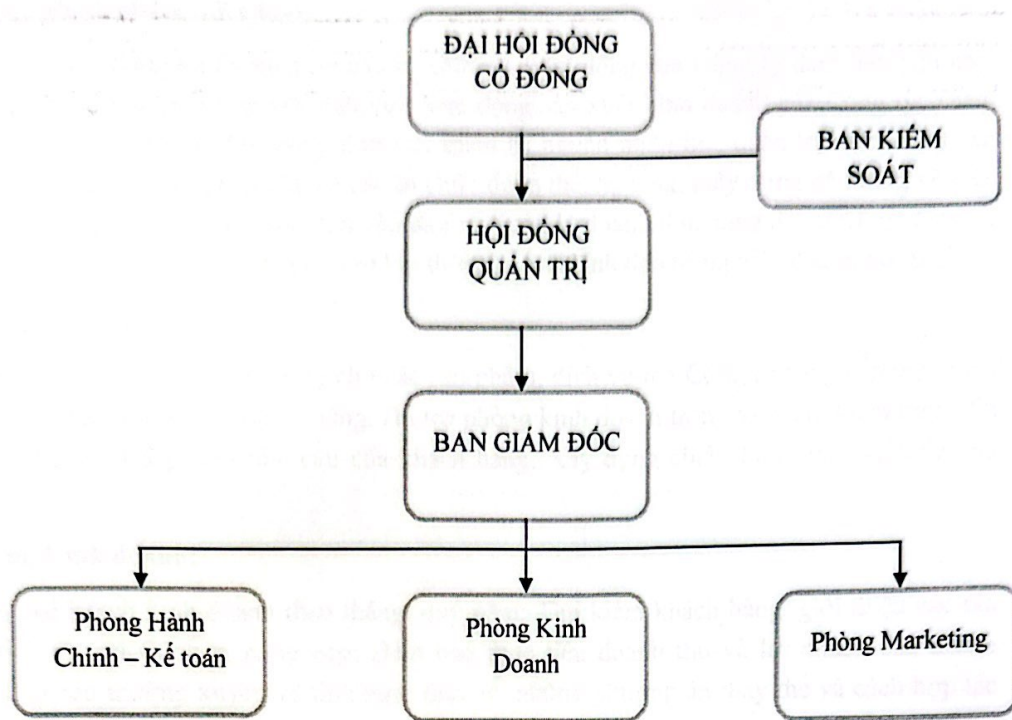 ĐẠI HỘI ĐỒNG
CỔ ĐÔNG
BAN KIỂM
SOÁT
HỘI ĐỒNG
QUẢN TRỊ
BAN GIÁM ĐỐC
Phòng Hành
Chính – Kế toán
Phòng Kinh
Doanh
Phòng Marketing